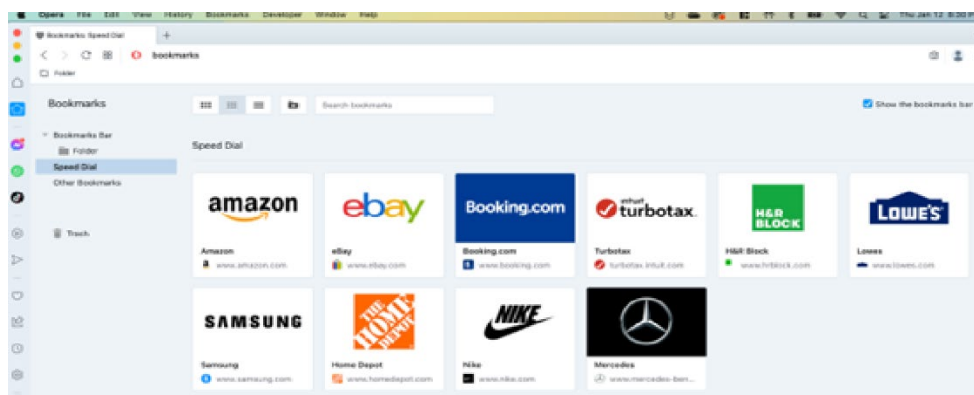 Opera File Edit View History Bookmarks Developer Window Help Thu Jan 12 8:30 P
Bookmarks: Speed Dial +
bookmarks
Folder
Bookmarks
Search bookmarks
Show the bookmarks bar
Bookmarks Bar
Folder
Speed Dial
Other Bookmarks
Trash
Speed Dial
amazon
ebay
Booking.com
intuit
turbotax.
H&R
BLOCK
LOWE'S
Amazon
www.amazon.com
eBay
www.ebay.com
Booking.com
www.booking.com
Turbotax
turbotax.intuit.com
H&R Block
www.hrblock.com
Lowes
www.lowes.com
SAMSUNG
THE
HOME
DEPOT
NIKE
Samsung
www.samsung.com
Home Depot
www.homedepot.com
Nike
www.nike.com
Mercedes
www.mercedes-ben...